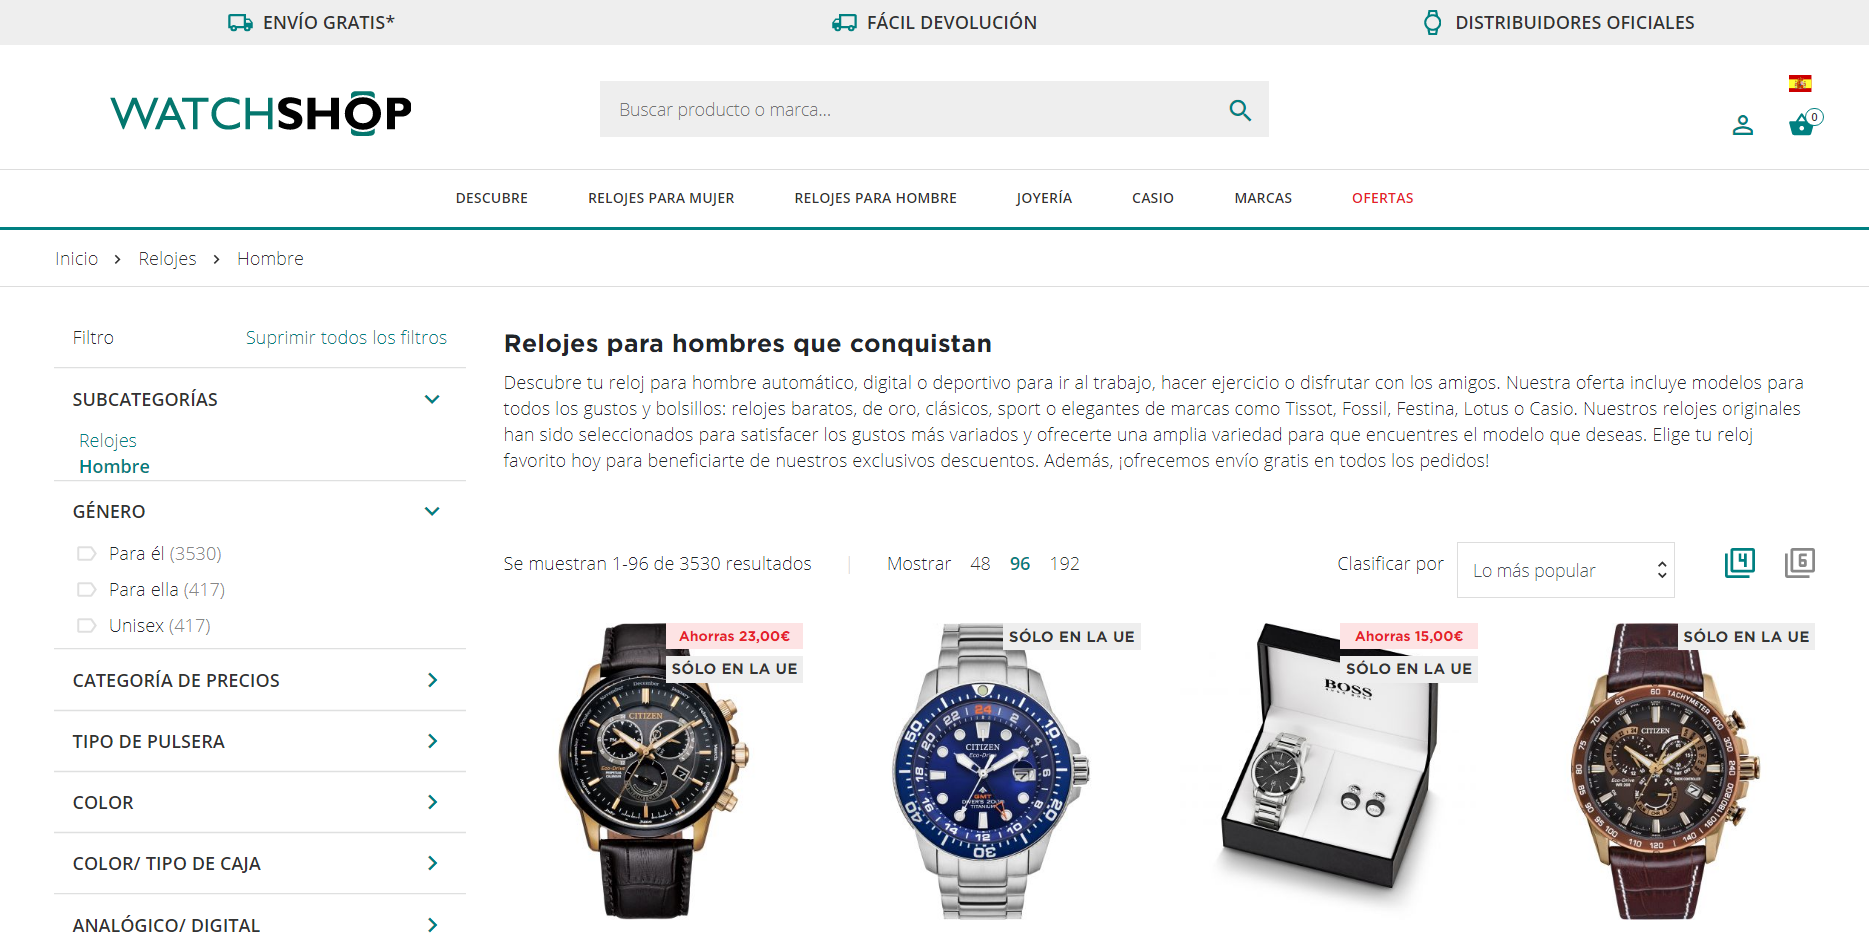 ENVÍO GRATIS*
FÁCIL DEVOLUCIÓN
DISTRIBUIDORES OFICIALES
WATCHSHOP
Buscar producto o marca...
0
DESCUBRE
RELOJES PARA MUJER
RELOJES PARA HOMBRE
JOYERÍA
CASIO
MARCAS
OFERTAS
Inicio
Relojes
Hombre
Filtro
Suprimir todos los filtros
SUBCATEGORÍAS
Relojes
Hombre
GÉNERO
Para él (3530)
Para ella (417)
Unisex (417)
CATEGORÍA DE PRECIOS
TIPO DE PULSERA
COLOR
COLOR/ TIPO DE CAJA
ANALÓGICO/ DIGITAL
Relojes para hombres que conquistan
Descubre tu reloj para hombre automático, digital o deportivo para ir al trabajo, hacer ejercicio o disfrutar con los amigos. Nuestra oferta incluye modelos para
todos los gustos y bolsillos: relojes baratos, de oro, clásicos, sport o elegantes de marcas como Tissot, Fossil, Festina, Lotus o Casio. Nuestros relojes originales
han sido seleccionados para satisfacer los gustos más variados y ofrecerte una amplia variedad para que encuentres el modelo que deseas. Elige tu reloj
favorito hoy para beneficiarte de nuestros exclusivos descuentos. Además, ¡ofrecemos envío gratis en todos los pedidos!
Se muestran 1-96 de 3530 resultados
Mostrar 48 96 192
Clasificar por
Lo más popular
4
6
Ahorras 23,00€
SÓLO EN LA UE
CITIZEN
SÓLO EN LA UE
CITIZEN
Eco-Drive
GMT
Ahorras 15,00€
SÓLO EN LA UE
BOSS
SÓLO EN LA UE
CITIZEN
Eco-Drive